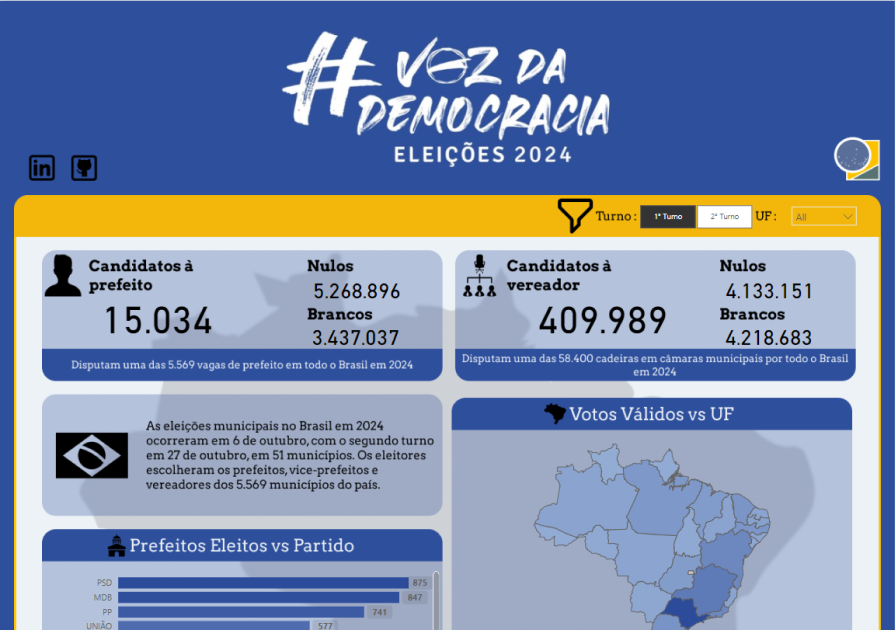 # VOZ DA
DEMOCRACIA
ELEIÇÕES 2024
in
Turno :
1º Turno
2º Turno
UF :
All
Candidatos à
prefeito
15.034
Nulos
5.268.896
Brancos
3.437.037
Disputam uma das 5.569 vagas de prefeito em todo o Brasil em 2024
Candidatos à
vereador
409.989
Nulos
4.133.151
Brancos
4.218.683
Disputam uma das 58.400 cadeiras em câmaras municipais por todo o Brasil
em 2024
As eleições municipais no Brasil em 2024
ocorreram em 6 de outubro, com o segundo turno
em 27 de outubro, em 51 municípios. Os eleitores
escolheram os prefeitos, vice-prefeitos e
vereadores dos 5.569 municípios do país.
Votos Válidos vs UF
Prefeitos Eleitos vs Partido
PSD 875
MDB 847
PP 741
UNIÃO 577